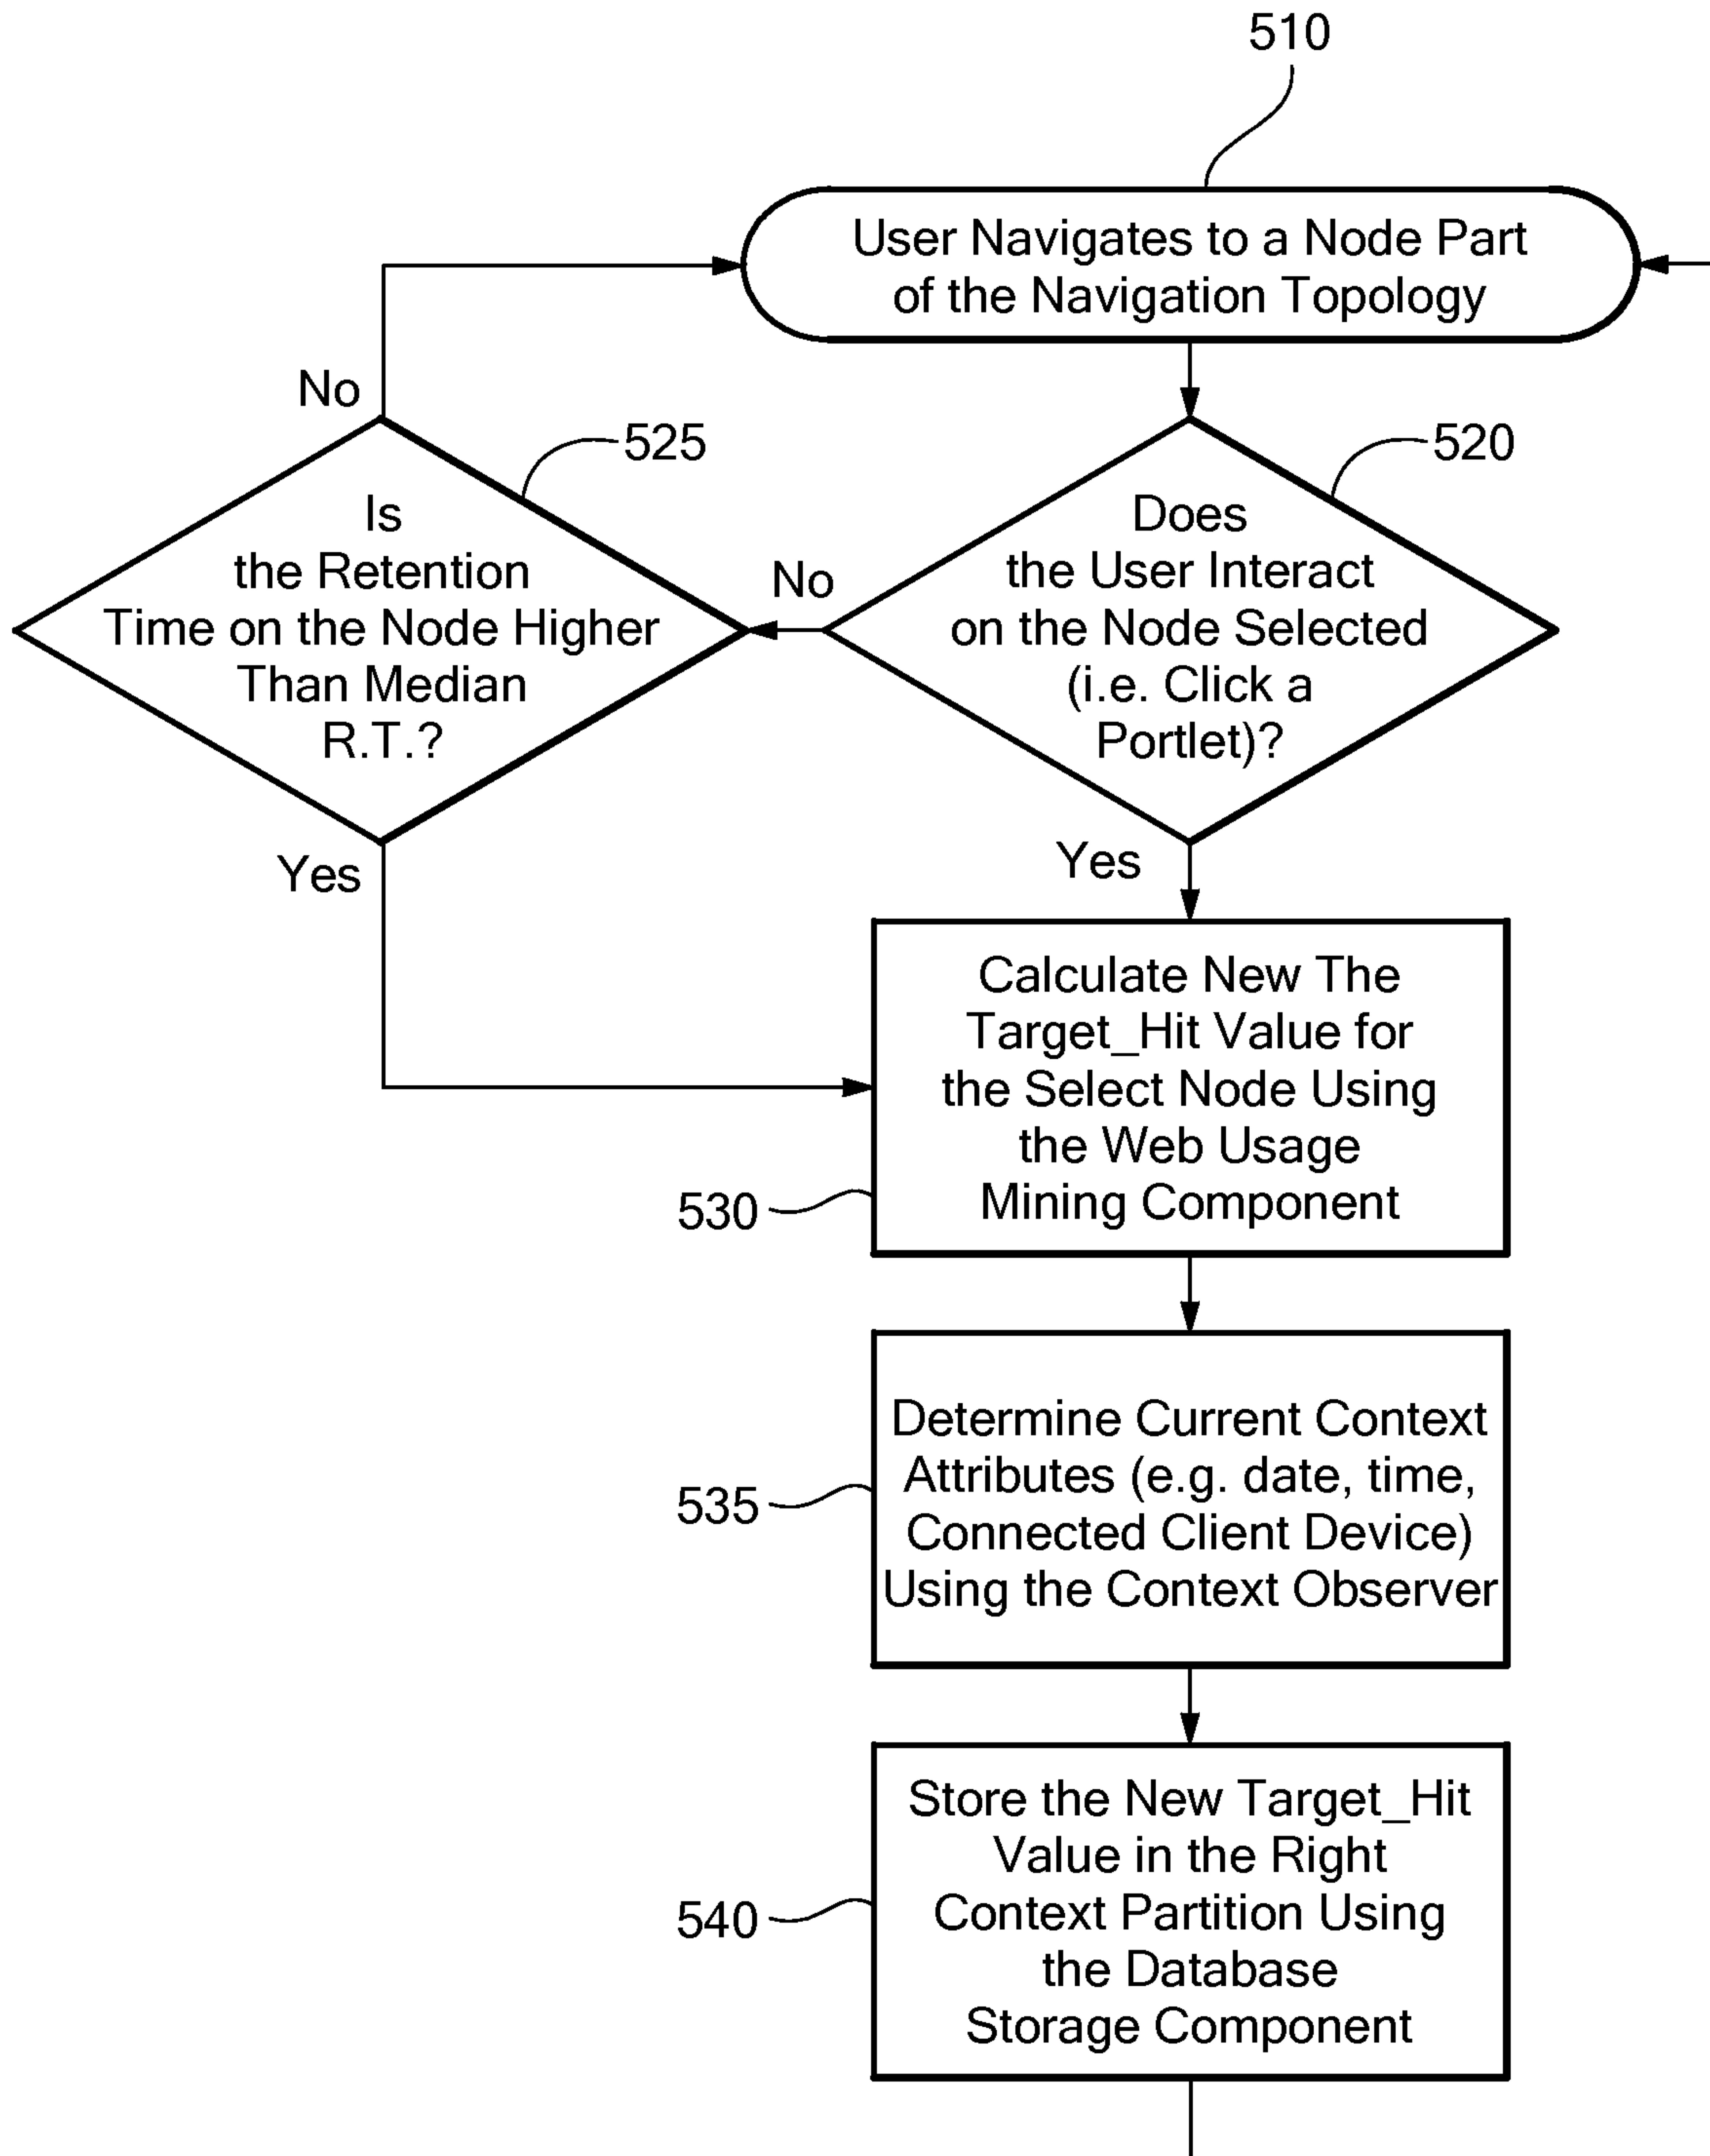 510
User Navigates to a Node Part
of the Navigation Topology
No
525
520
Is
the Retention
Time on the Node Higher
Than Median
R.T.?
No
Does
the User Interact
on the Node Selected
(i.e. Click a
Portlet)?
Yes
Yes
Calculate New The
Target_Hit Value for
the Select Node Using
the Web Usage
Mining Component
530
Determine Current Context
Attributes (e.g. date, time,
Connected Client Device)
Using the Context Observer
535
Store the New Target_Hit
Value in the Right
Context Partition Using
the Database
Storage Component
540